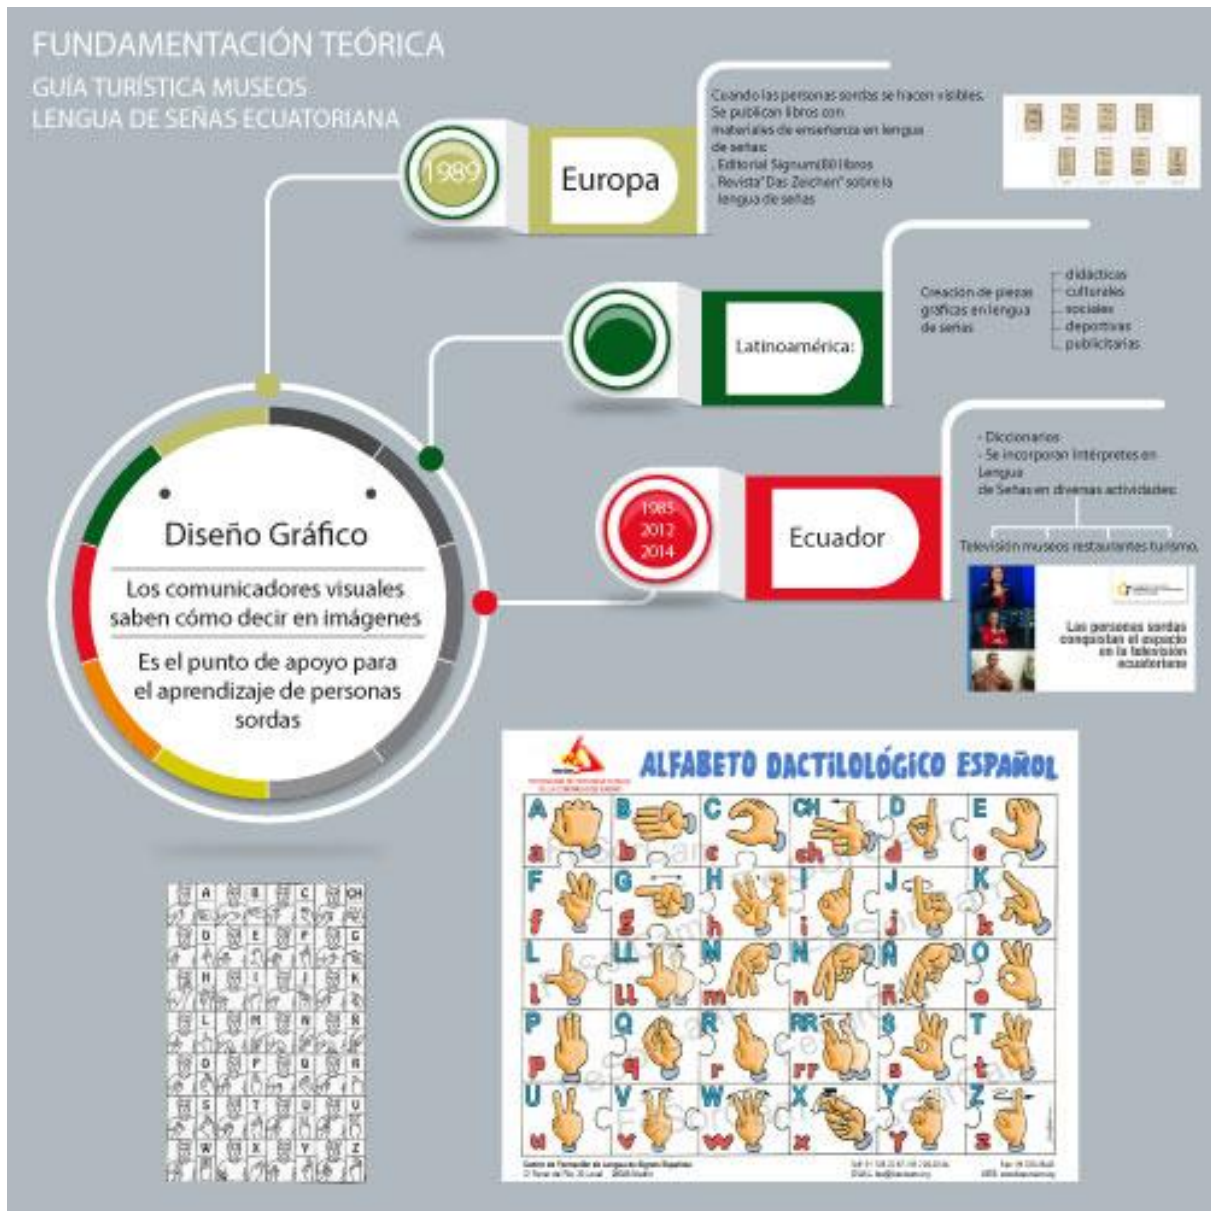 FUNDAMENTACIÓN TEÓRICA
GUÍA TURÍSTICA MUSEOS
LENGUA DE SEÑAS ECUATORIANA
1989
Europa
Cuando las personas sordas se hacen visibles.
Se publican libros con
materiales de enseñanza en lengua
de señas:
. Editorial Signum(80) libros
. Revista"Das Zeichen" sobre la
lengua de señas
Latinoamérica:
Creación de piezas
gráficas en lengua
de señas
didácticas
culturales
sociales
deportivas
publicitarias
1985
2012
2014
Ecuador
- Diccionarios
- Se incorporan Intérpretes en
Lengua
de Señas en diversas actividades:
Televisión museos restaurantes turismo.
Las personas sordas
conquistan el espacio
en la televisión
ecuatoriana
Diseño Gráfico
Los comunicadores visuales
saben cómo decir en imágenes
Es el punto de apoyo para
el aprendizaje de personas
sordas
A B C CH
D E F G
H I J K
L M N Ñ
O P Q R
S T U V
W X Y Z
ALFABETO DACTILOLÓGICO ESPAÑOL
A B C CH D E
a b c ch d e
F G H I J K
f g h i j k
L LL M N Ñ O
l ll m n ñ o
P Q R RR S T
p q r rr s t
U V W X Y Z
u v w x y z